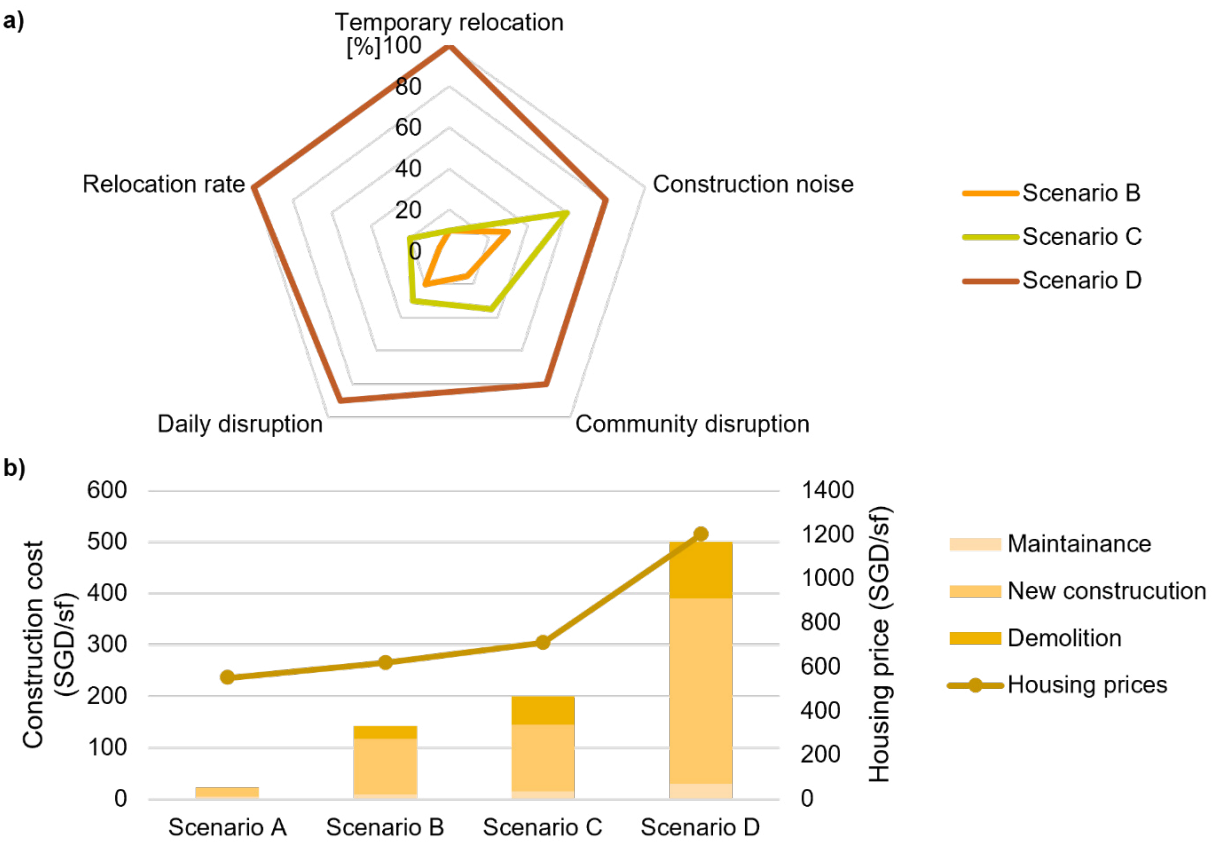 a)
Temporary relocation
[%]100
80
60
40
20
0
Relocation rate
Construction noise
Daily disruption
Community disruption
Scenario B
Scenario C
Scenario D
b)
Construction cost
(SGD/sf)
600
500
400
300
200
100
0
Scenario A
Scenario B
Scenario C
Scenario D
1400
1200
1000
800
600
400
200
0
Housing price (SGD/sf)
Maintainance
New construcution
Demolition
Housing prices